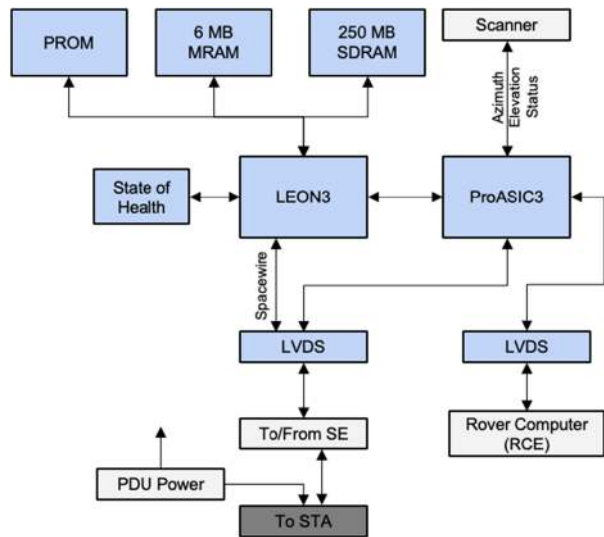 PROM
6 MB
MRAM
250 MB
SDRAM
Scanner
Azimuth
Elevation
Status
State of
Health
LEON3
ProASIC3
Spacewire
LVDS
LVDS
To/From SE
Rover Computer
(RCE)
PDU Power
To STA